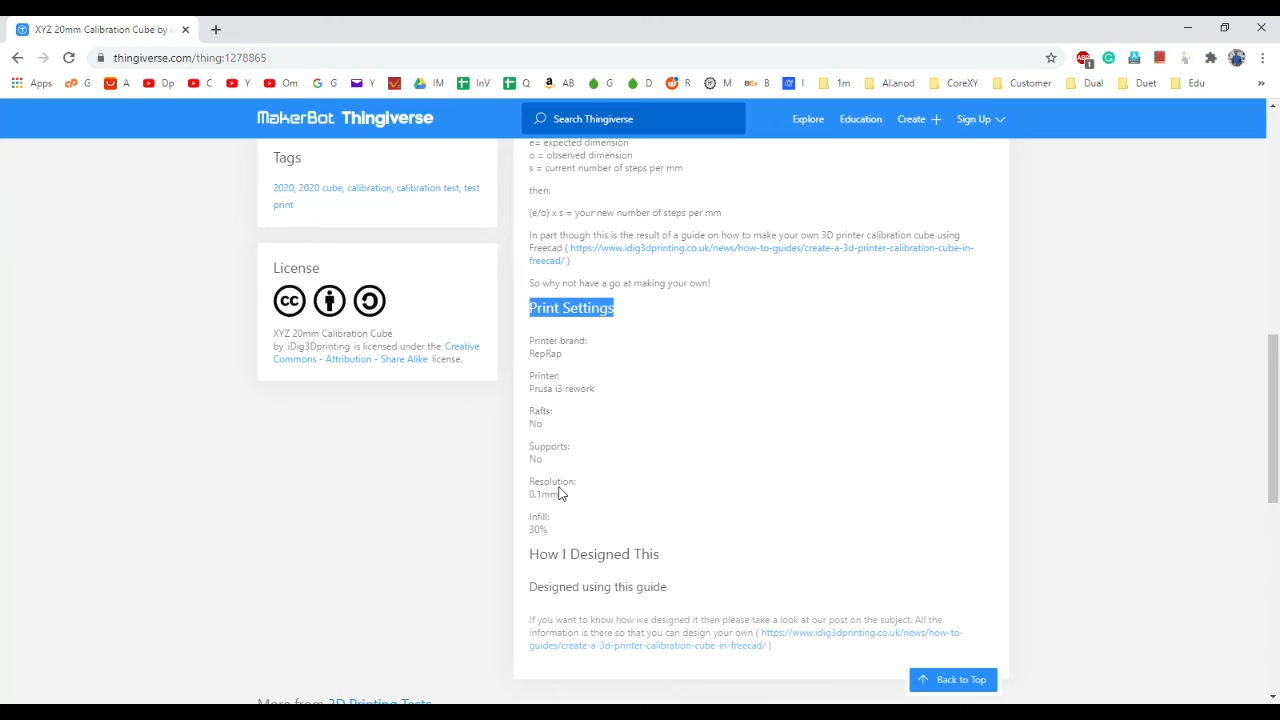 XYZ 20mm Calibration Cube by i
thingiverse.com/thing:1278865
Apps G A Dp C Y Om G Y IM InV Q AB G D R M B I 1m ALanod CoreXY Customer Dual Duet Edu »
MakerBot Thingiverse
Search Thingiverse
Explore Education Create + Sign Up
Tags
2020, 2020 cube, calibration, calibration test, test
print
License
XYZ 20mm Calibration Cube
by iDig3Dprinting is licensed under the Creative
Commons - Attribution - Share Alike license.
e= expected dimension
o = observed dimension
s = current number of steps per mm
then:
(e/o) x s = your new number of steps per mm
In part though this is the result of a guide on how to make your own 3D printer calibration cube using
Freecad ( https://www.idig3dprinting.co.uk/news/how-to-guides/create-a-3d-printer-calibration-cube-in-
freecad/ )
So why not have a go at making your own!
Print Settings
Printer brand:
RepRap
Printer:
Prusa i3 rework
Rafts:
No
Supports:
No
Resolution:
0.1mm
Infill:
30%
How I Designed This
Designed using this guide
If you want to know how we designed it then please take a look at our post on the subject. All the
information is there so that you can design your own ( https://www.idig3dprinting.co.uk/news/how-to-
guides/create-a-3d-printer-calibration-cube-in-freecad/ )
Back to Top
More from 3D Printing Tests